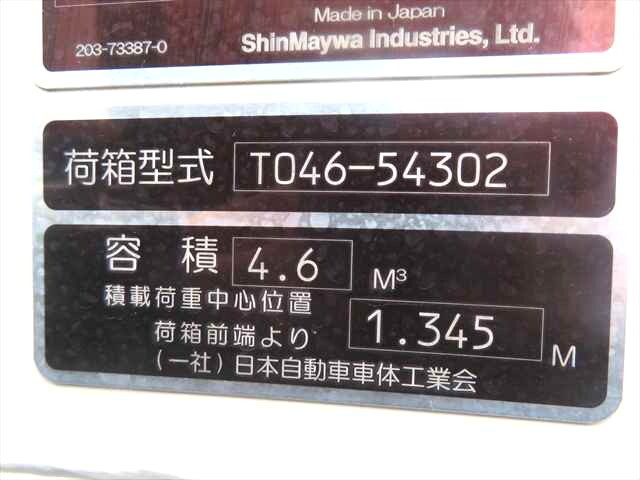 Made in Japan
203-73387-0
ShinMaywa Industries, Ltd.
荷箱型式 T046-54302
容積 4.6 M³
積載荷重中心位置
荷箱前端より 1.345 M
(一社)日本自動車車体工業会